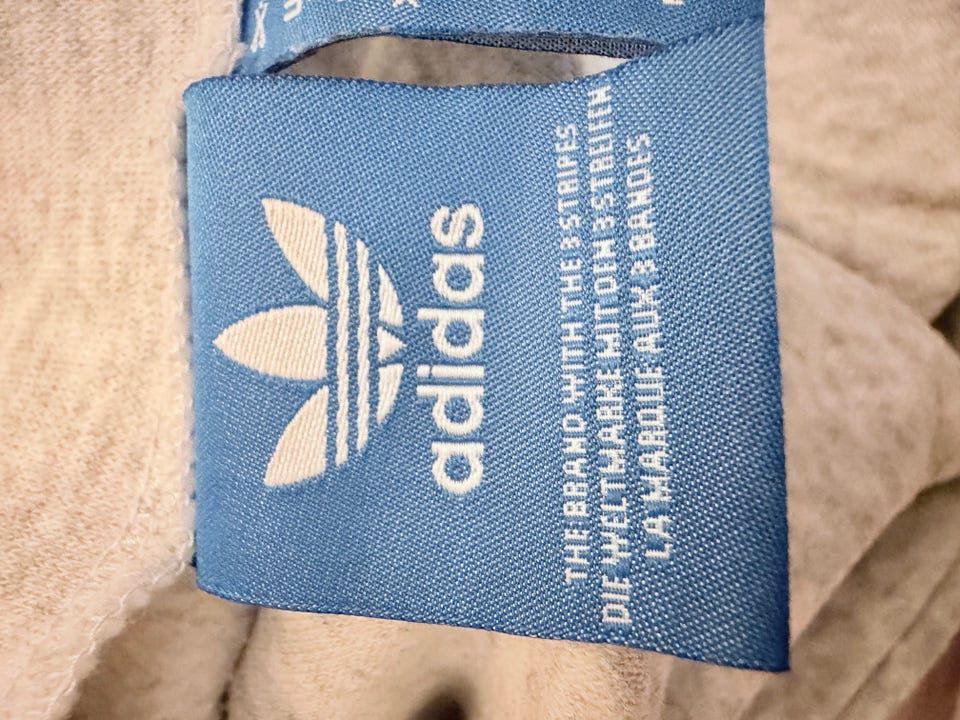 adidas
THE BRAND WITH THE 3 STRIPES
DIE WELTMARKE MIT DEN 3 STREIFEN
LA MARQUE AUX 3 BANDES